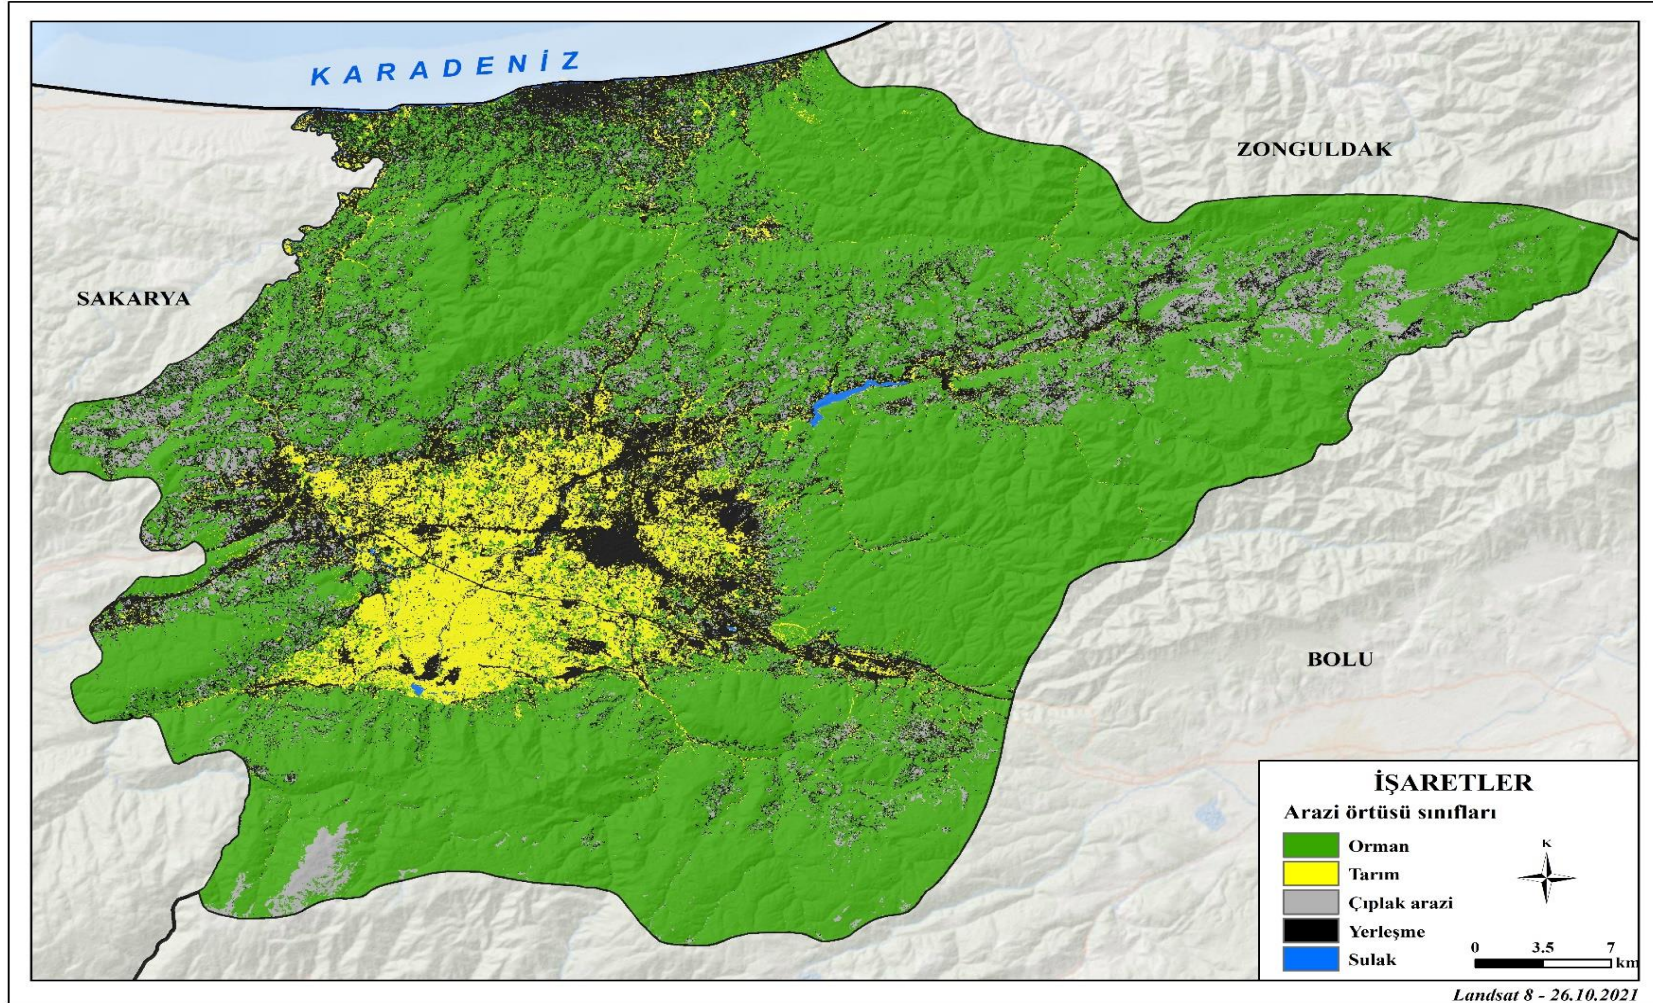 KARADENİZ
ZONGULDAK
SAKARYA
BOLU
İŞARETLER
Arazi örtüsü sınıfları
Orman
Tarım
Çıplak arazi
Yerleşme
Sulak
K
0 3.5 7
km
Landsat 8 - 26.10.2021